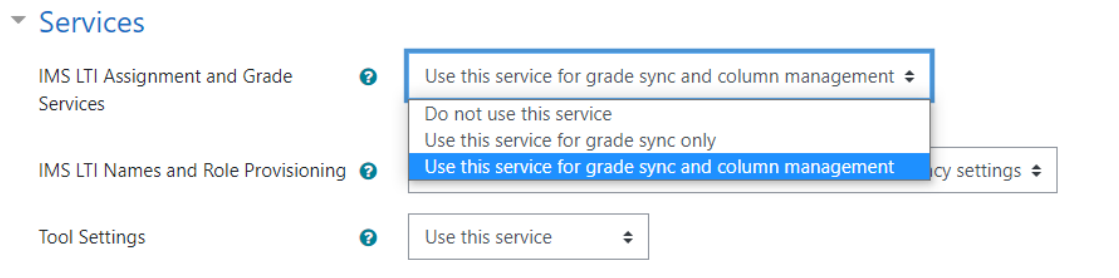 Services
IMS LTI Assignment and Grade
Services
Use this service for grade sync and column management
Do not use this service
Use this service for grade sync only
Use this service for grade sync and column management
IMS LTI Names and Role Provisioning
settings
Tool Settings
Use this service